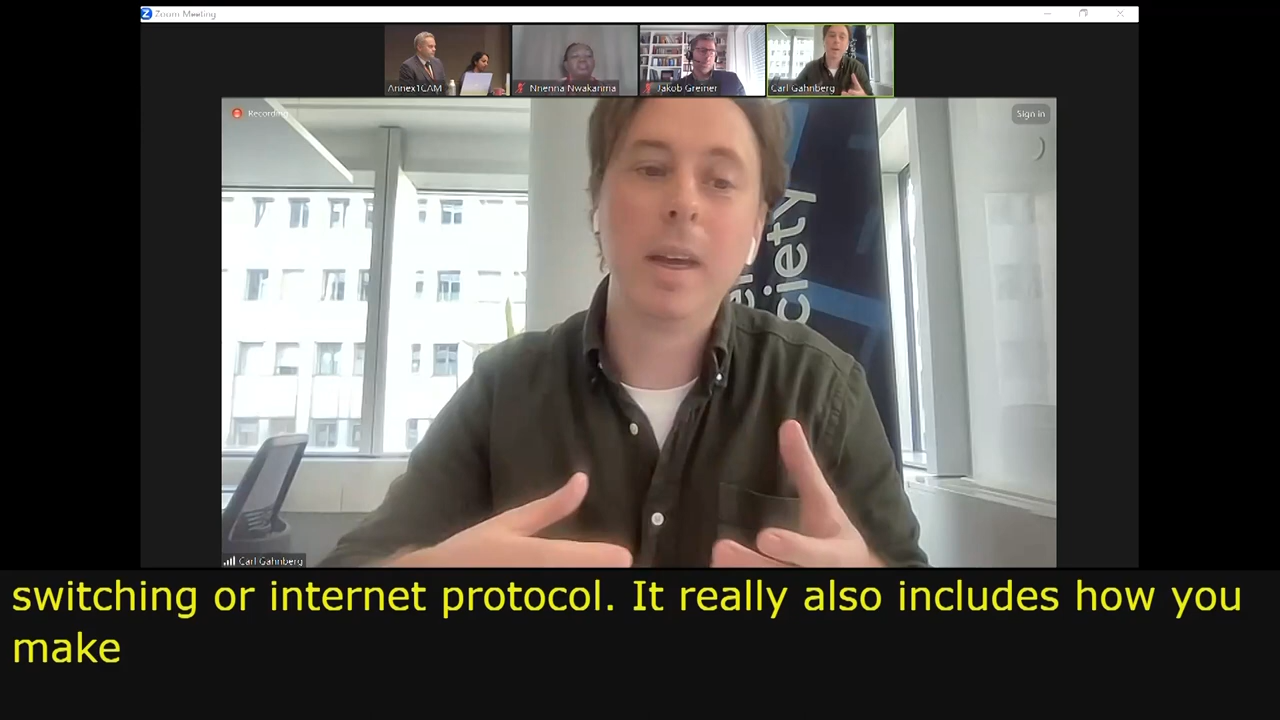 Zoom Meeting
Annex1CAM
Nnenna Nwakanma
Jakob Greiner
Carl Gahnberg
Recording
Sign in
ciety
Carl Gahnberg
switching or internet protocol. It really also includes how you
make